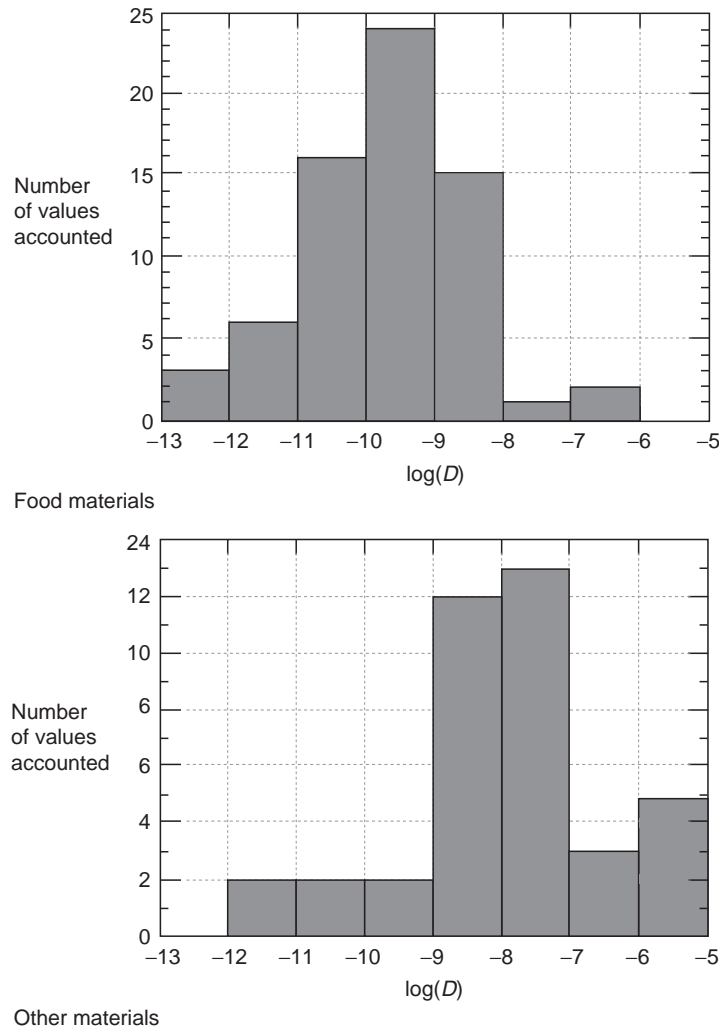 25
20
15
10
5
0
Number
of values
accounted
–13 –12 –11 –10 –9 –8 –7 –6 –5
log(D)
Food materials
24
12
10
6
6
4
2
0
Number
of values
accounted
–13 –12 –11 –10 –9 –8 –7 –6 –5
log(D)
Other materials